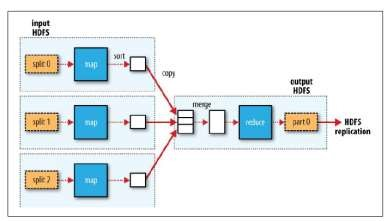 input
HDFS
split 0
map
sort
copy
split 1
map
merge
output
HDFS
reduce
part 0
HDFS
replication
split 2
map